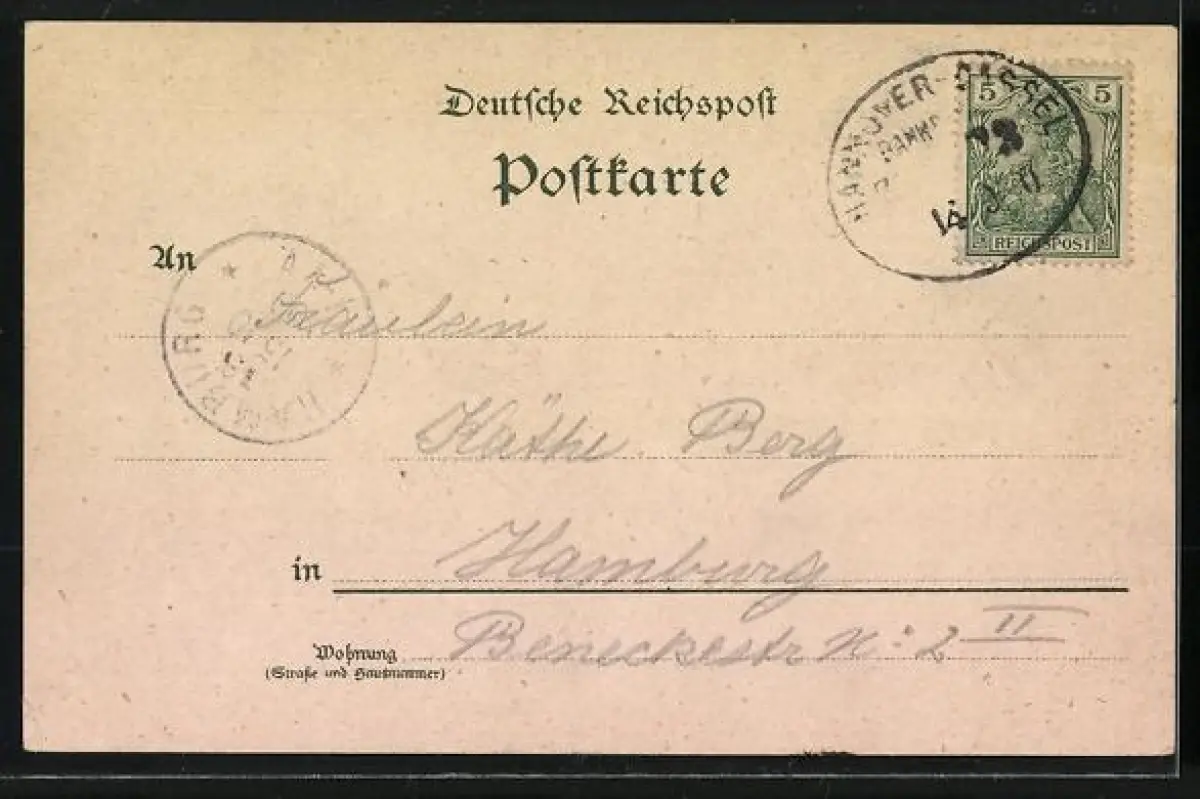 Deutsche Reichspost
Postkarte
HANNOVER-CASSEL
5 5
REICHSPOST
An
HAMBURG
Fräulein
Käthe Berg
in Hamburg
Wohnung Beneckestr N: 2 II
(Straße und Hausnummer)